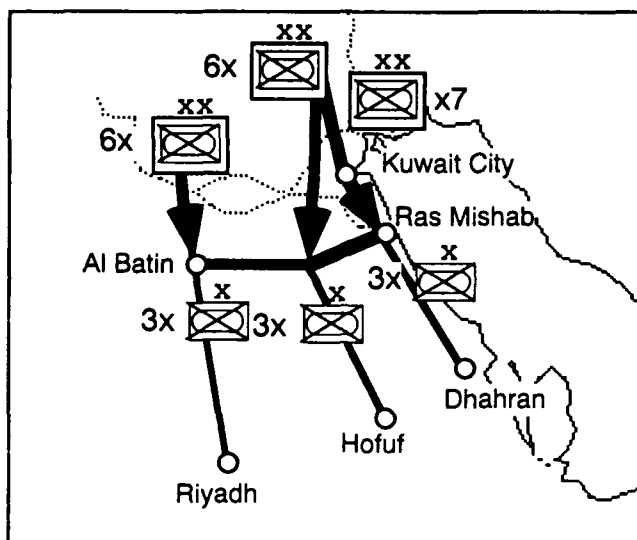 xx
6x
xx
x7
xx
6x
Kuwait City
Ras Mishab
Al Batin
x
3x
x
3x
x
3x
Dhahran
Hofuf
Riyadh